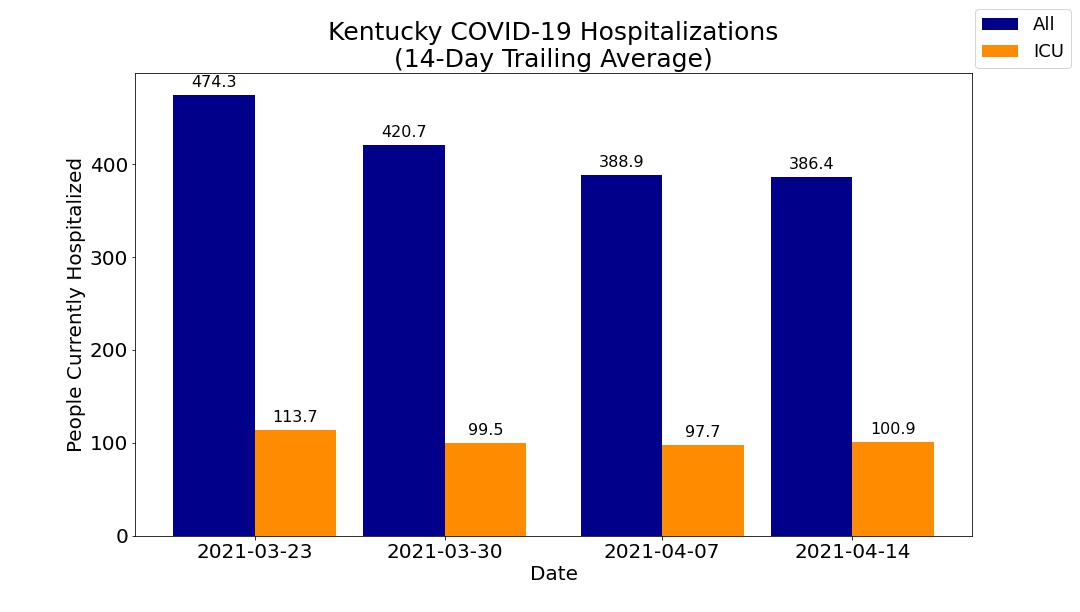 Kentucky COVID-19 Hospitalizations
(14-Day Trailing Average)
All
ICU
People Currently Hospitalized
400
300
200
100
0
474.3
113.7
420.7
99.5
388.9
97.7
386.4
100.9
2021-03-23
2021-03-30
2021-04-07
2021-04-14
Date